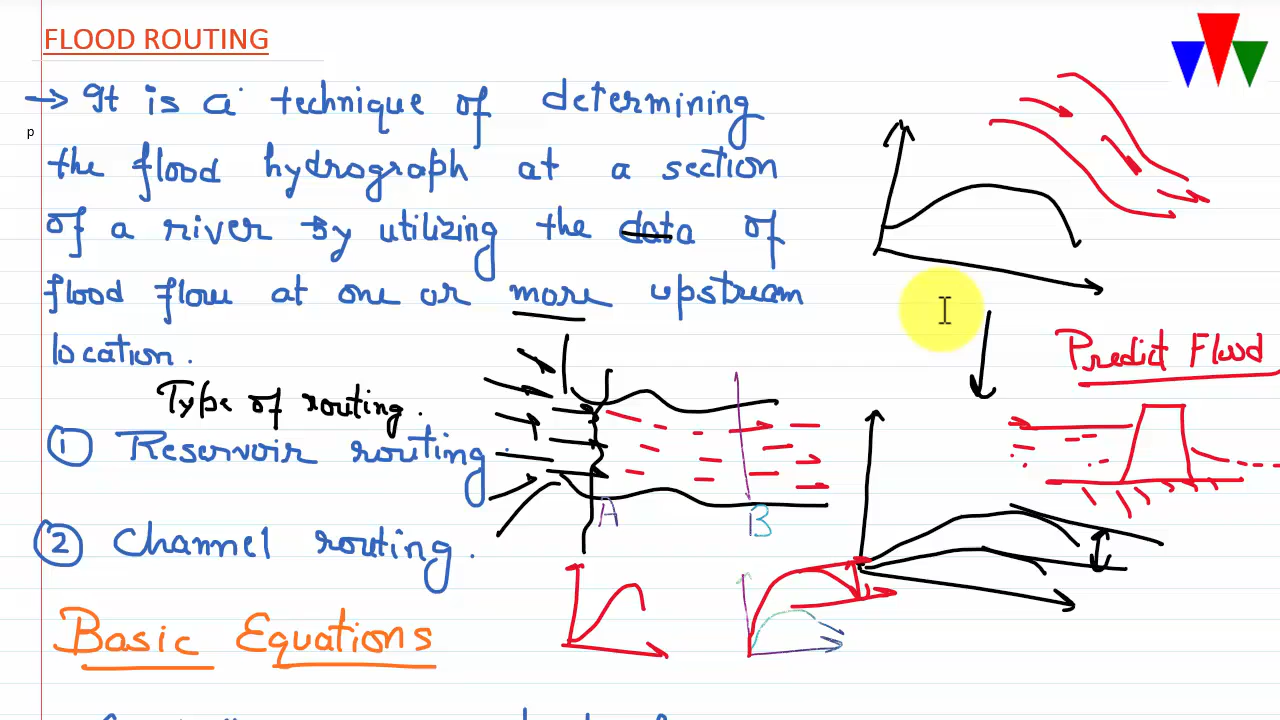 FLOOD ROUTING
→ It is a technique of determining
p
the flood hydrograph at a section
of a river by utilizing the data of
flood flow at one or more upstream
location.
Predict Flood
Type of routing.
① Reservoir routing.
A B
② Channel routing.
Basic Equations